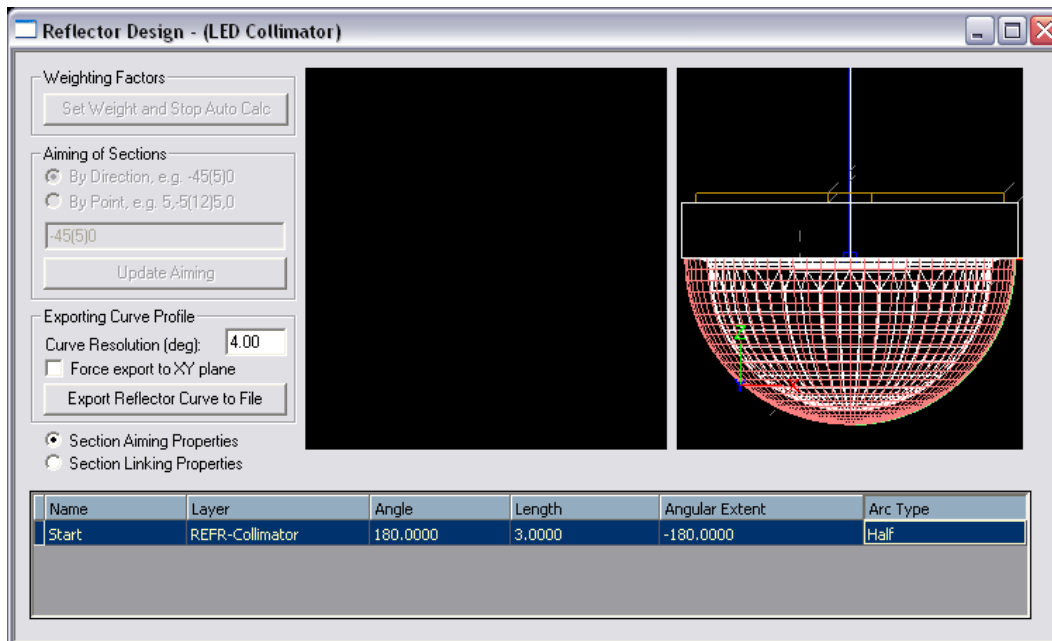 Reflector Design - (LED Collimator)
Weighting Factors
Set Weight and Stop Auto Calc
Aiming of Sections
By Direction, e.g. -45(5)0
By Point, e.g. 5,-5(12)5,0
-45(5)0
Update Aiming
Exporting Curve Profile
Curve Resolution (deg): 4.00
Force export to XY plane
Export Reflector Curve to File
Section Aiming Properties
Section Linking Properties
Name Layer Angle Length Angular Extent Arc Type
Start REFR-Collimator 180.0000 3.0000 -180.0000 Half